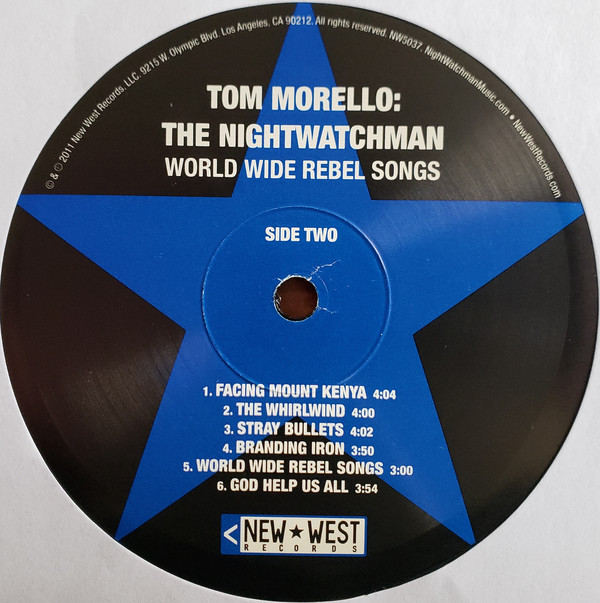 © & ℗ 2011 New West Records, LLC. 9215 W. Olympic Blvd. Los Angeles, CA 90212. All rights reserved. NW5037. NightWatchmanMusic.com • NewWestRecords.com
TOM MORELLO:
THE NIGHTWATCHMAN
WORLD WIDE REBEL SONGS
SIDE TWO
1. FACING MOUNT KENYA 4:04
2. THE WHIRLWIND 4:00
3. STRAY BULLETS 4:02
4. BRANDING IRON 3:50
5. WORLD WIDE REBEL SONGS 3:00
6. GOD HELP US ALL 3:54
< NEW ★ WEST
RECORDS